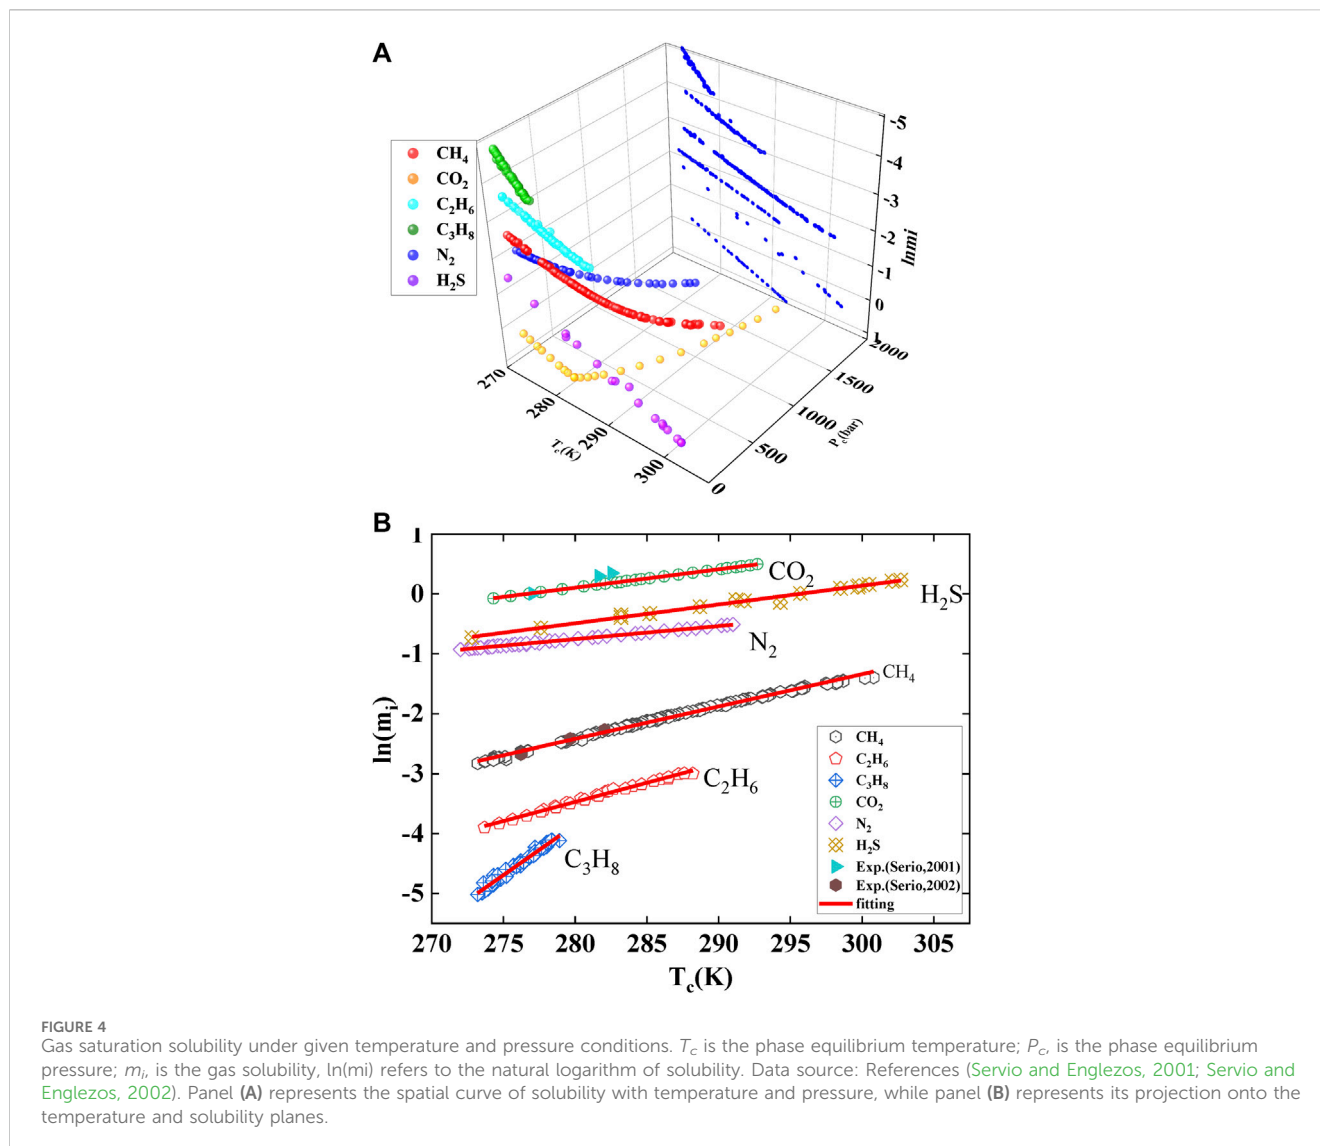 A
CH4
CO2
C2H6
C3H8
N2
H2S
-5
-4
-3
-2
-1
0
1
lnmi
2000
1500
1000
500
0
Pc(bar)
270
280
290
300
Tc(K)
B
1
0
-1
-2
-3
-4
-5
ln(mi)
CO2
H2S
N2
CH4
C2H6
C3H8
CH4
C2H6
C3H8
CO2
N2
H2S
Exp.(Serio,2001)
Exp.(Serio,2002)
fitting
270 275 280 285 290 295 300 305
Tc(K)
FIGURE 4
Gas saturation solubility under given temperature and pressure conditions. Tc is the phase equilibrium temperature; Pc, is the phase equilibrium
pressure; mi, is the gas solubility, ln(mi) refers to the natural logarithm of solubility. Data source: References (Servio and Englezos, 2001; Servio and
Englezos, 2002). Panel (A) represents the spatial curve of solubility with temperature and pressure, while panel (B) represents its projection onto the
temperature and solubility planes.